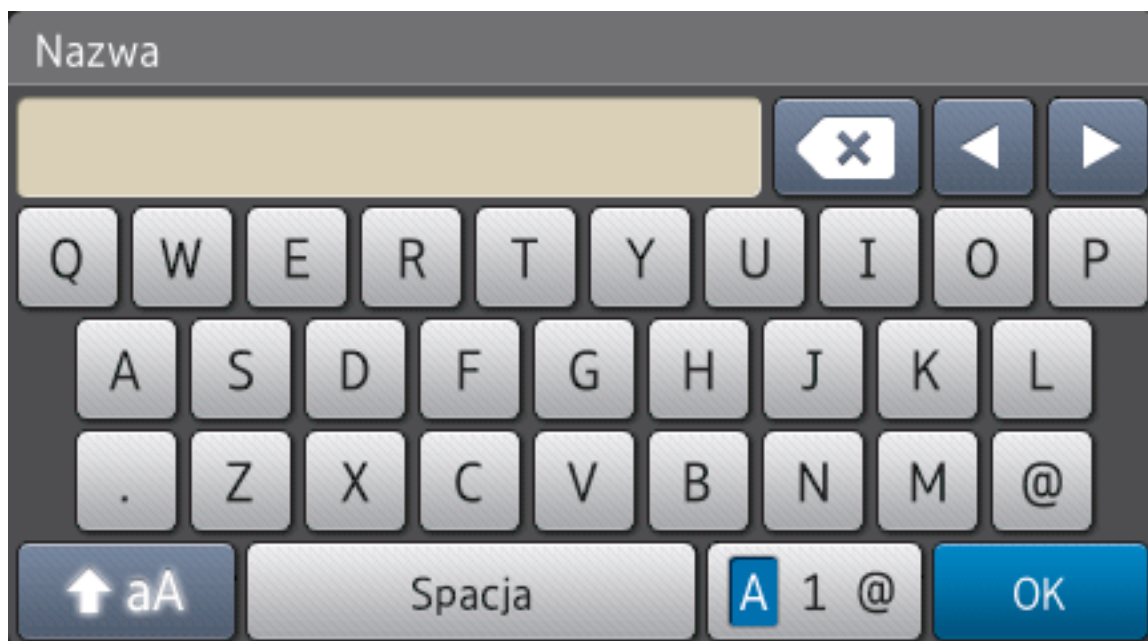 Nazwa
Q W E R T Y U I O P
A S D F G H J K L
. Z X C V B N M @
aA Spacja A 1 @ OK